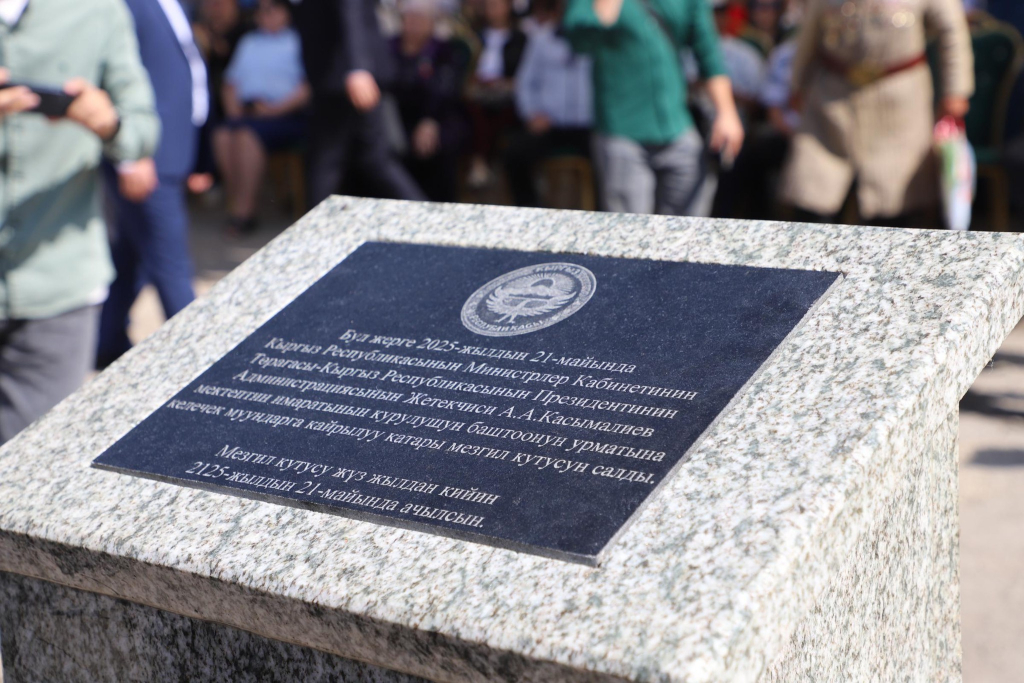 КЫРГЫЗ
РЕСПУБЛИКАСЫ
Бул жерге 2025-жылдын 21-майында
Кыргыз Республикасынын Министрлер Кабинетинин
Төрагасы-Кыргыз Республикасынын Президентинин
Администрациясынын Жетекчиси А.А.Касымалиев
мектептин имаратынын курулушун баштоонун урматына
келечек муундарга кайрылуу катары мезгил кутусун салды.
Мезгил кутусу жүз жылдан кийин
2125-жылдын 21-майында ачылсын.